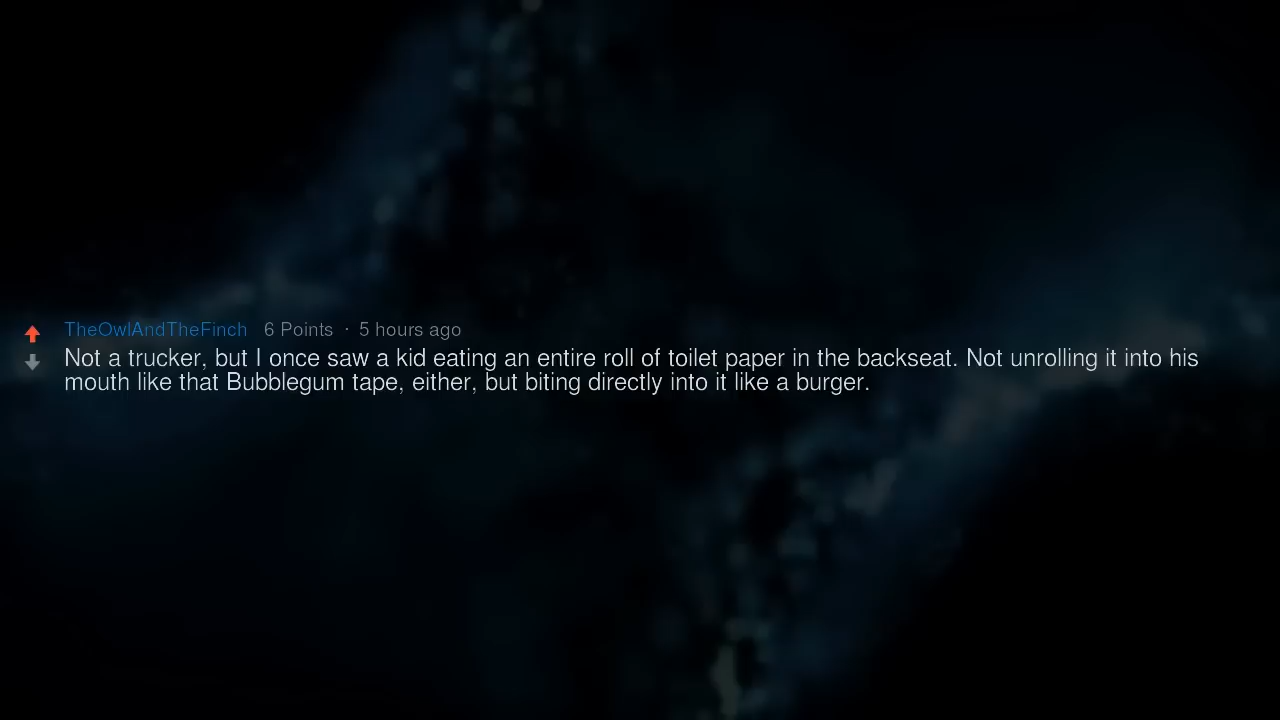 TheOwlAndTheFinch 6 Points · 5 hours ago
Not a trucker, but I once saw a kid eating an entire roll of toilet paper in the backseat. Not unrolling it into his
mouth like that Bubblegum tape, either, but biting directly into it like a burger.